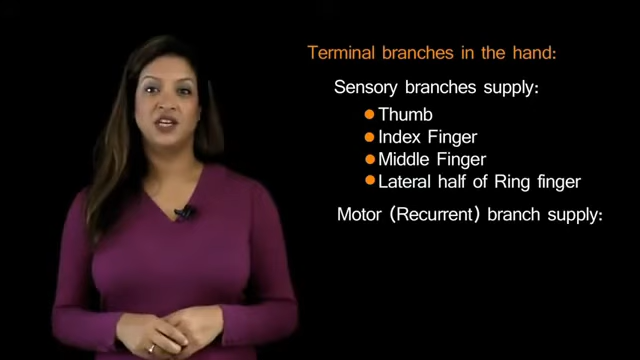 Terminal branches in the hand:
Sensory branches supply:
Thumb
Index Finger
Middle Finger
Lateral half of Ring finger
Motor (Recurrent) branch supply: